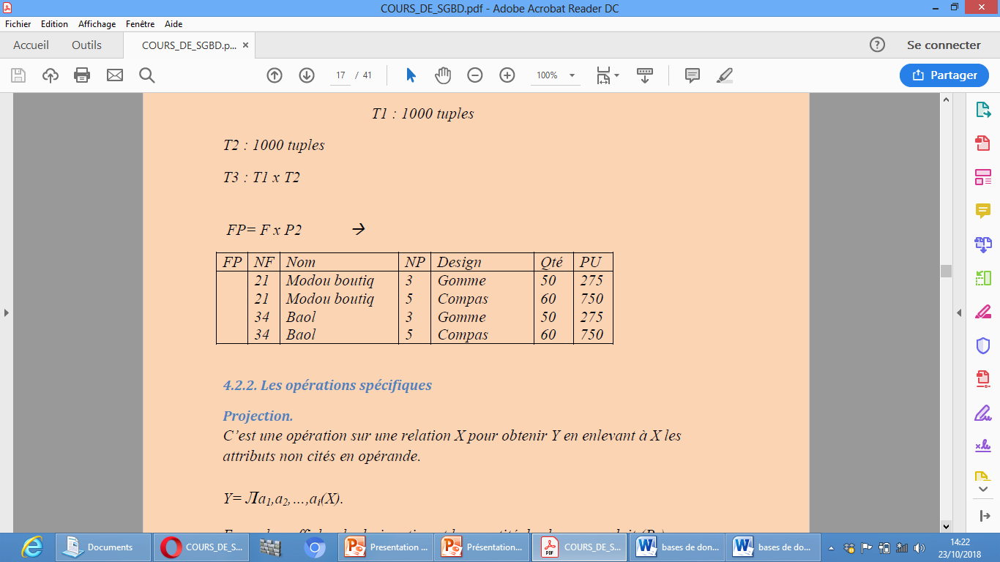 COURS_DE_SGBD.pdf - Adobe Acrobat Reader DC
Fichier Edition Affichage Fenêtre Aide
Accueil Outils COURS_DE_SGBD.p... × ? Se connecter
17 / 41 100% Partager
T1 : 1000 tuples
T2 : 1000 tuples
T3 : T1 x T2
FP= F x P2 →
FP NF Nom NP Design Qté PU
21 Modou boutiq 3 Gomme 50 275
21 Modou boutiq 5 Compas 60 750
34 Baol 3 Gomme 50 275
34 Baol 5 Compas 60 750
4.2.2. Les opérations spécifiques
Projection.
C’est une opération sur une relation X pour obtenir Y en enlevant à X les
attributs non cités en opérande.
Y= Лa1,a2,…,ai(X).
Documents COURS_DE_S... Presentation ... Présentation... COURS_DE_S... bases de don... bases de do... 14:22
23/10/2018